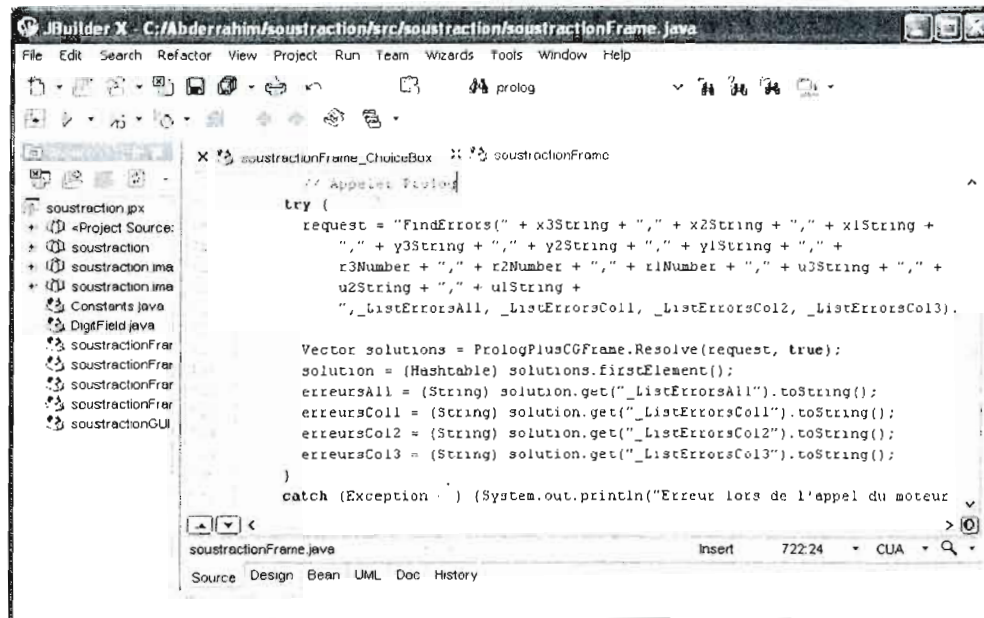 JBuilder X - C:/Abderrahim/soustraction/src/soustraction/soustractionFrame.java
File Edit Search Refactor View Project Run Team Wizards Tools Window Help
prolog
soustractionFrame_ChoiceBox soustractionFrame
soustraction.jpx
<Project Source:
soustraction
soustraction.ima
soustraction.ima
Constants.java
DigitField.java
soustractionFrar
soustractionFrar
soustractionFrar
soustractionFrar
soustractionGUI
// Appeler Prolog
try {
request = "FindErrors(" + x3String + "," + x2String + "," + x1String +
"," + y3String + "," + y2String + "," + y1String + "," +
r3Number + "," + r2Number + "," + r1Number + "," + u3String + "," +
u2String + "," + u1String +
",_ListErrorsAll, _ListErrorsCol1, _ListErrorsCol2, _ListErrorsCol3).
Vector solutions = PrologPlusCGFrame.Resolve(request, true);
solution = (Hashtable) solutions.firstElement();
erreursAll = (String) solution.get("_ListErrorsAll").toString();
erreursCol1 = (String) solution.get("_ListErrorsCol1").toString();
erreursCol2 = (String) solution.get("_ListErrorsCol2").toString();
erreursCol3 = (String) solution.get("_ListErrorsCol3").toString();
}
catch (Exception ) {System.out.println("Erreur lors de l'appel du moteur
soustractionFrame.java Insert 722:24 CUA
Source Design Bean UML Doc History